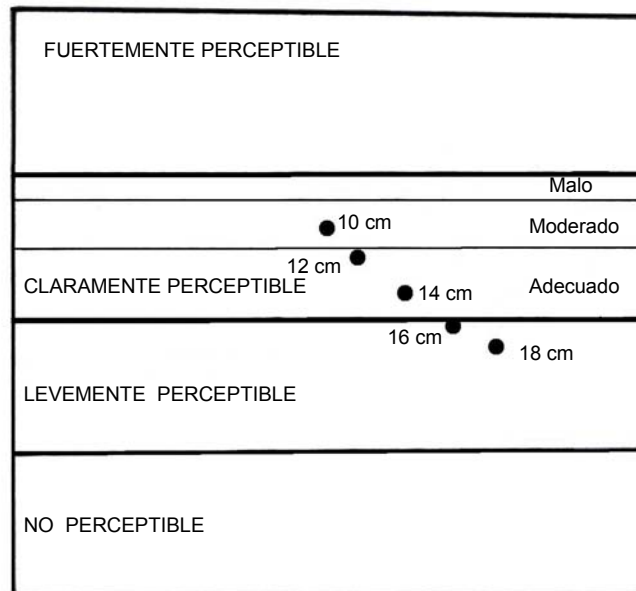 FUERTEMENTE PERCEPTIBLE
Malo
10 cm
Moderado
12 cm
CLARAMENTE PERCEPTIBLE
14 cm
Adecuado
16 cm
18 cm
LEVEMENTE PERCEPTIBLE
NO PERCEPTIBLE